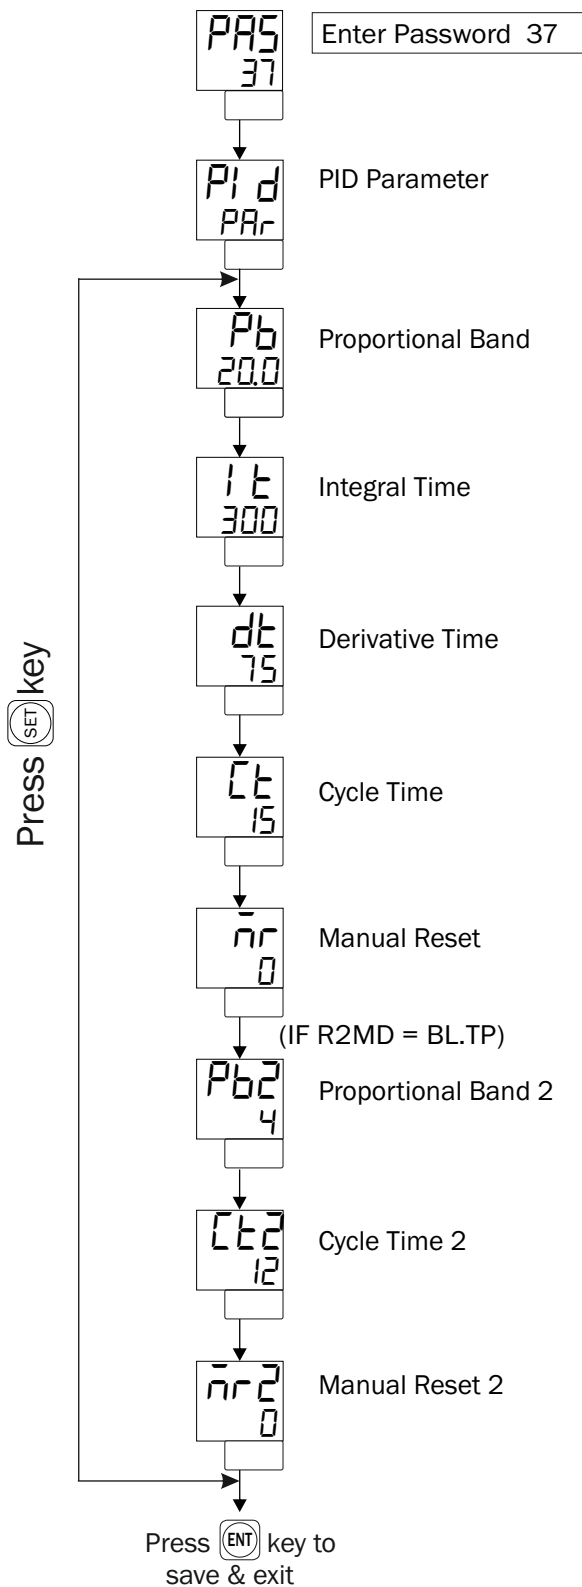 PAS
37
Enter Password 37
PId
PAr
PID Parameter
Pb
20.0
Proportional Band
It
300
Integral Time
dt
75
Derivative Time
Ct
15
Cycle Time
n̄r
0
Manual Reset
(IF R2MD = BL.TP)
Pb2
4
Proportional Band 2
Ct2
12
Cycle Time 2
n̄r2
0
Manual Reset 2
Press SET key
Press ENT key to
save & exit